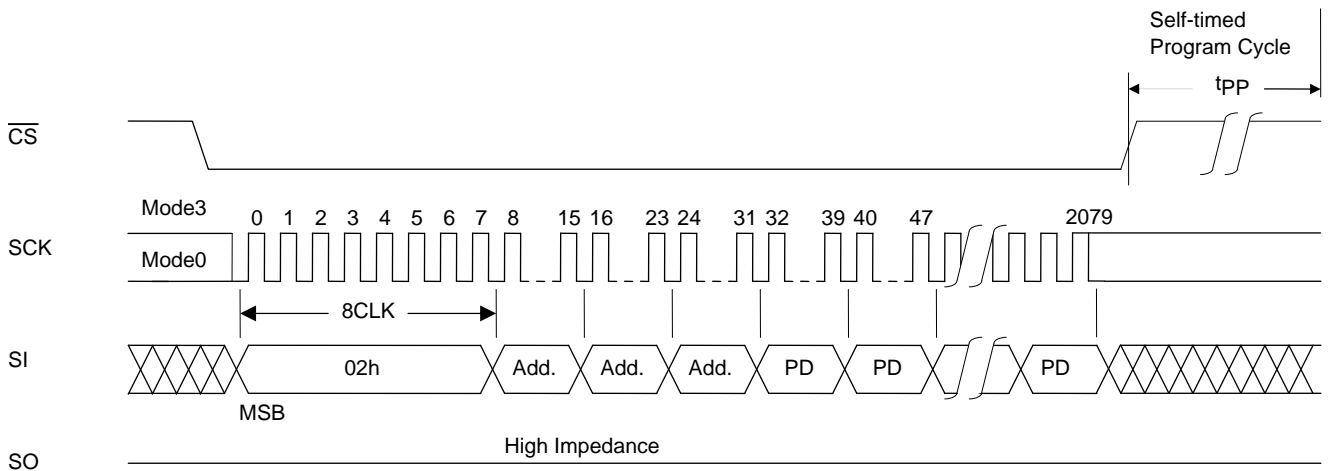 Self-timed
Program Cycle
tPP
CS
Mode3
0 1 2 3 4 5 6 7 8 15 16 23 24 31 32 39 40 47 2079
SCK
Mode0
8CLK
SI
02h Add. Add. Add. PD PD PD
MSB
High Impedance
SO